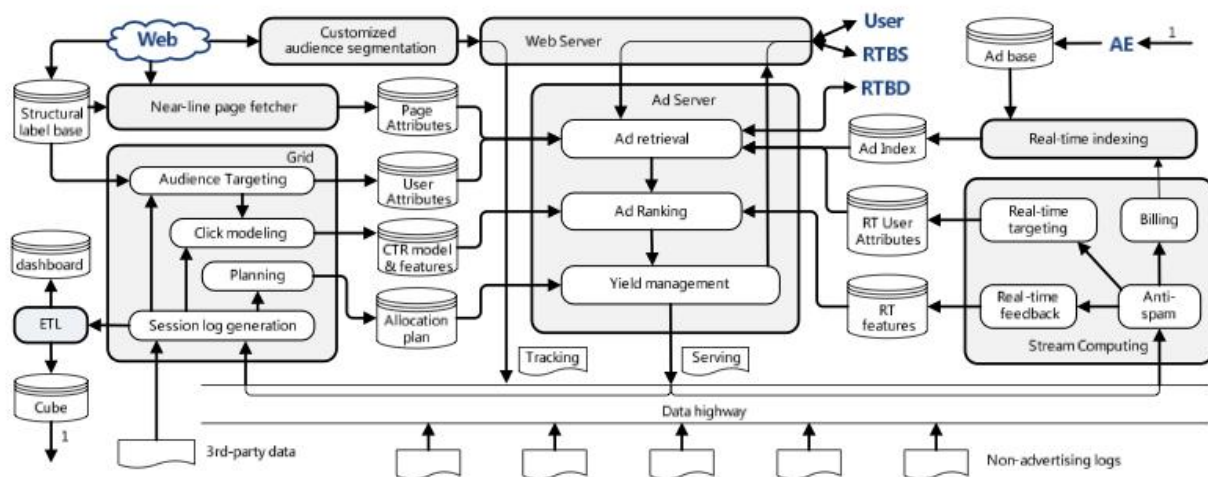 Web
Customized
audience segmentation
Web Server
User
RTBS
RTBD
Ad base
AE
1
Structural
label base
Near-line page fetcher
Page
Attributes
Ad Server
Ad retrieval
Ad Index
Real-time indexing
Grid
Audience Targeting
User
Attributes
Click modeling
CTR model
& features
Ad Ranking
RT User
Attributes
Real-time
targeting
Billing
dashboard
Planning
Allocation
plan
Yield management
RT
features
Real-time
feedback
Anti-
spam
Stream Computing
ETL
Session log generation
Tracking
Serving
Cube
1
Data highway
3rd-party data
Non-advertising logs